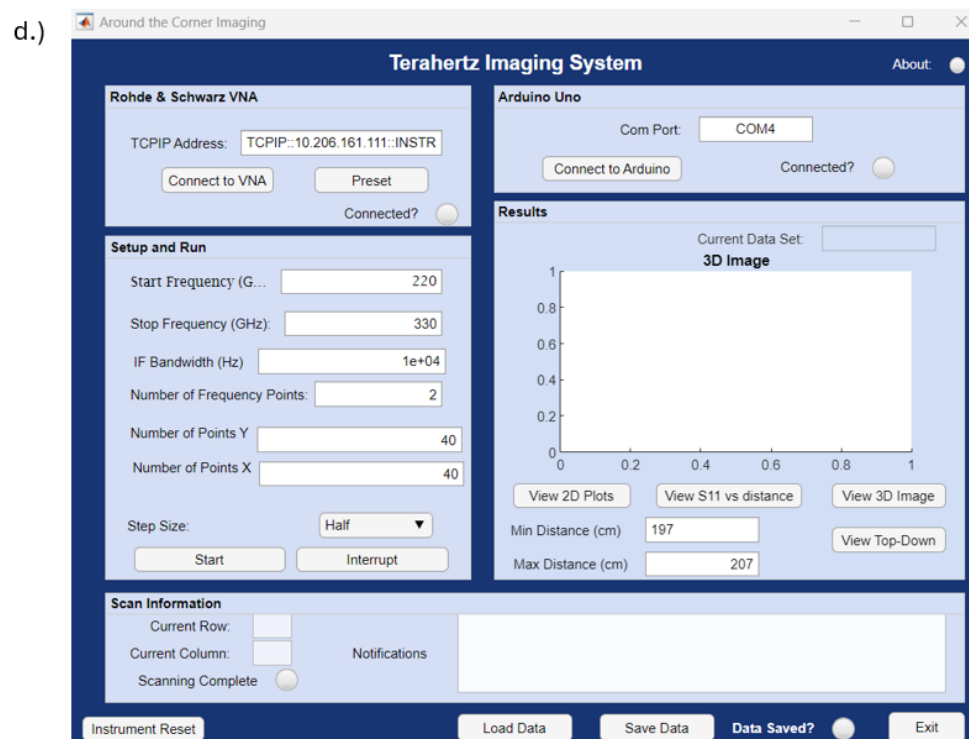 d.)
Around the Corner Imaging
Terahertz Imaging System
About:
Rohde & Schwarz VNA
TCPIP Address: TCPIP::10.206.161.111::INSTR
Connect to VNA Preset
Connected?
Arduino Uno
Com Port: COM4
Connect to Arduino Connected?
Setup and Run
Start Frequency (G... 220
Stop Frequency (GHz): 330
IF Bandwidth (Hz) 1e+04
Number of Frequency Points: 2
Number of Points Y 40
Number of Points X 40
Step Size: Half
Start Interrupt
Results
Current Data Set:
3D Image
1
0.8
0.6
0.4
0.2
0
0 0.2 0.4 0.6 0.8 1
View 2D Plots View S11 vs distance View 3D Image
Min Distance (cm) 197
View Top-Down
Max Distance (cm) 207
Scan Information
Current Row:
Current Column: Notifications
Scanning Complete
Instrument Reset Load Data Save Data Data Saved? Exit